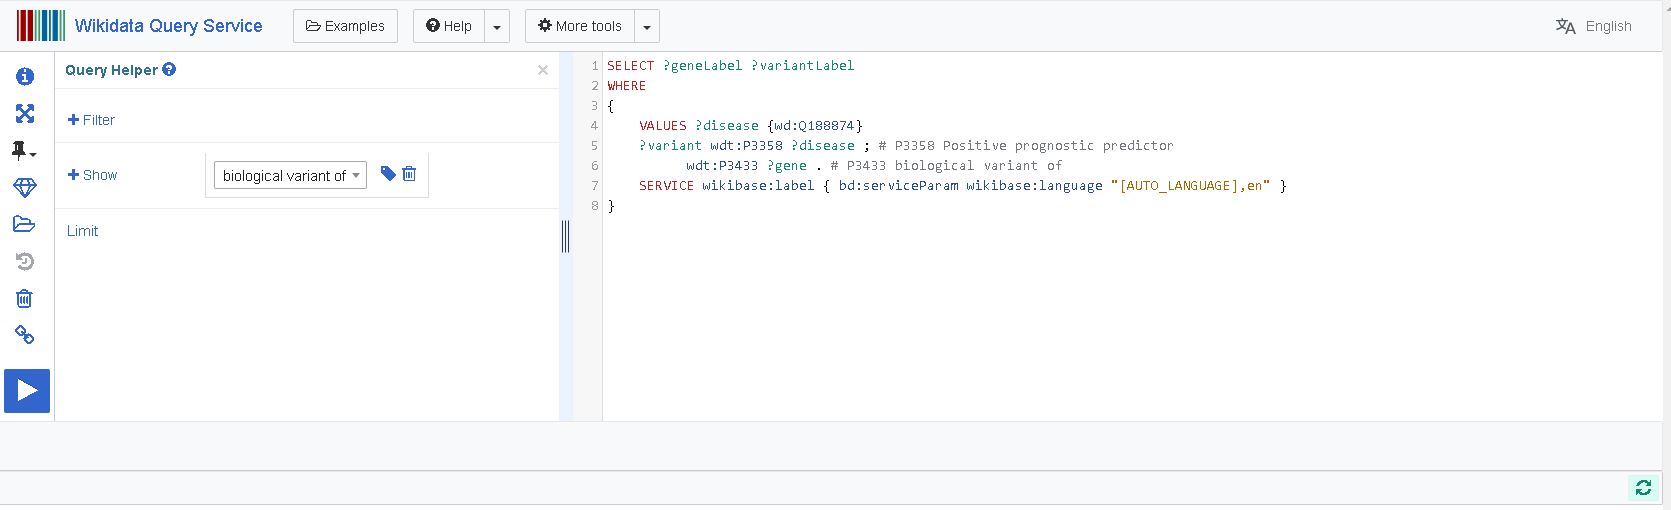 Wikidata Query Service Examples Help More tools English
Query Helper
Filter
Show biological variant of
Limit
1 SELECT ?geneLabel ?variantLabel
2 WHERE
3 {
4 VALUES ?disease {wd:Q188874}
5 ?variant wdt:P3358 ?disease ; # P3358 Positive prognostic predictor
6 wdt:P3433 ?gene . # P3433 biological variant of
7 SERVICE wikibase:label { bd:serviceParam wikibase:language "[AUTO_LANGUAGE],en" }
8 }